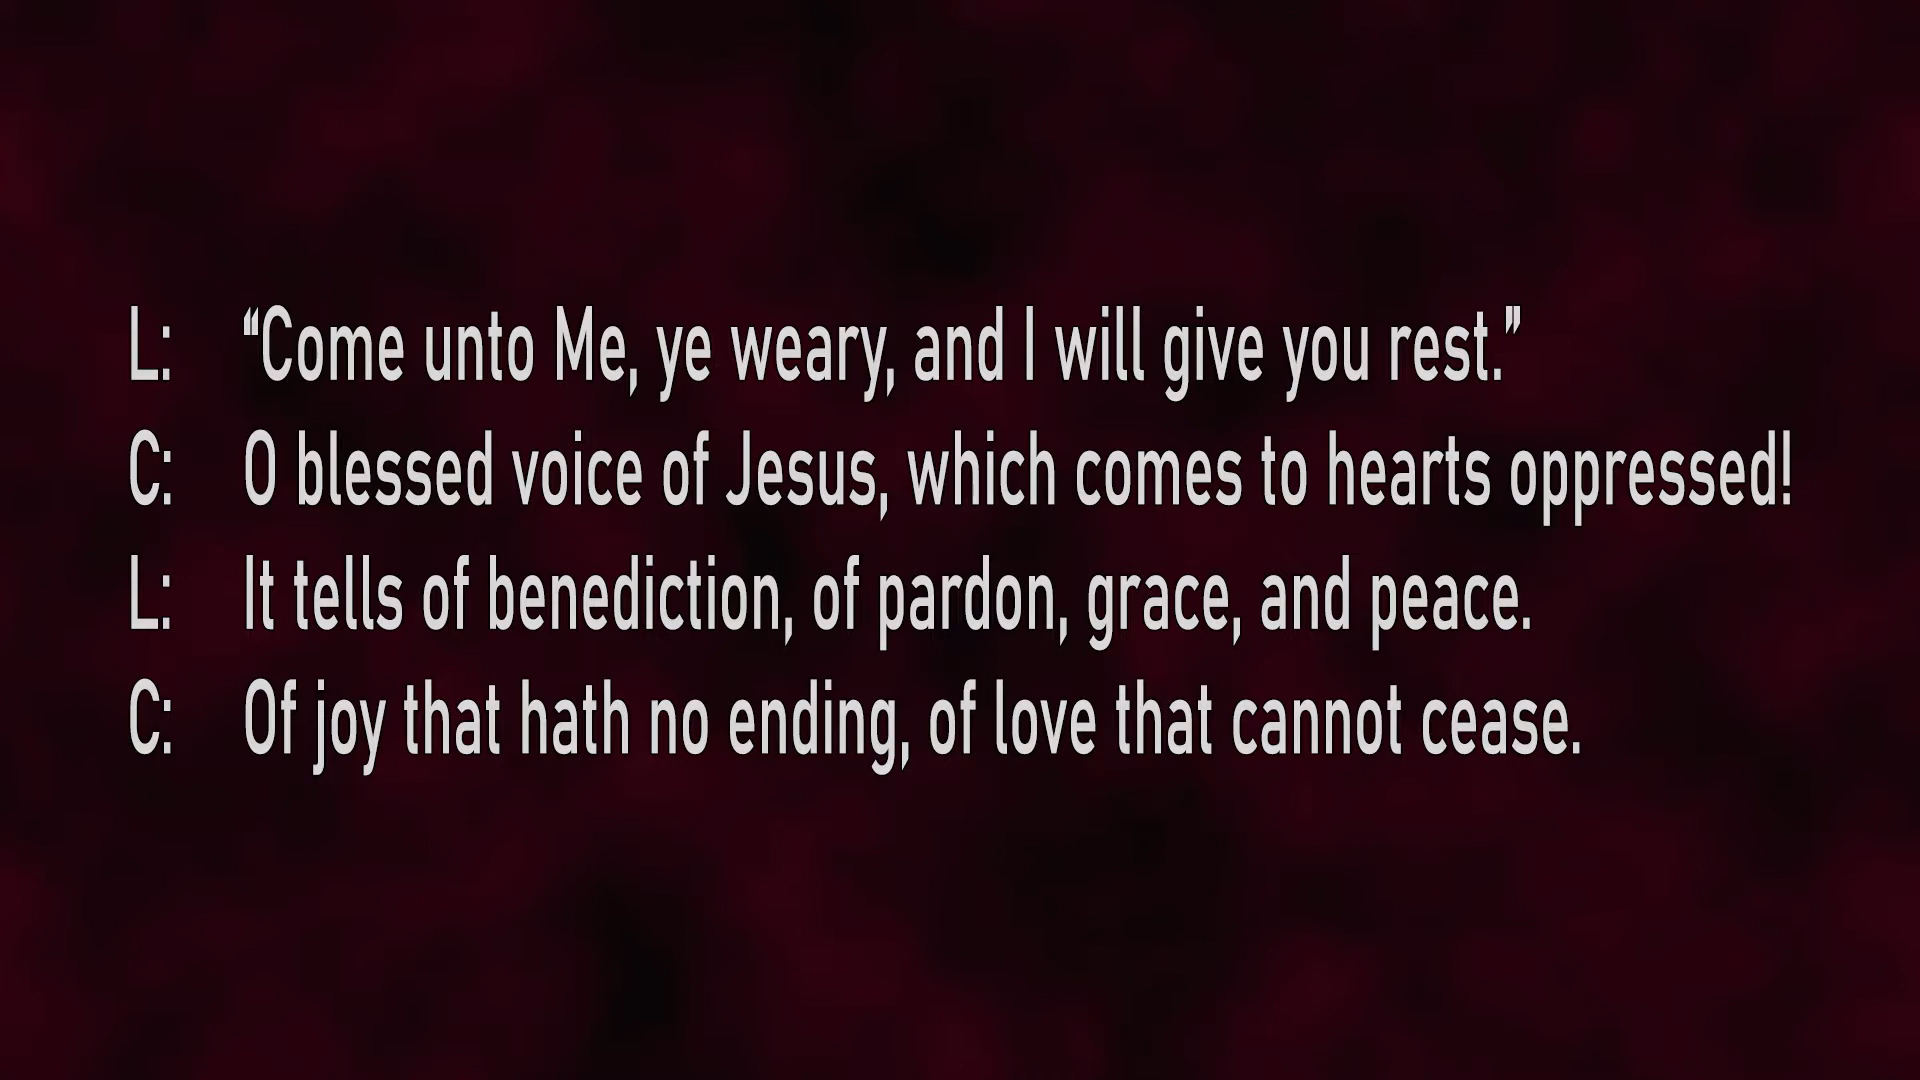 L: “Come unto Me, ye weary, and I will give you rest.”
C: O blessed voice of Jesus, which comes to hearts oppressed!
L: It tells of benediction, of pardon, grace, and peace.
C: Of joy that hath no ending, of love that cannot cease.